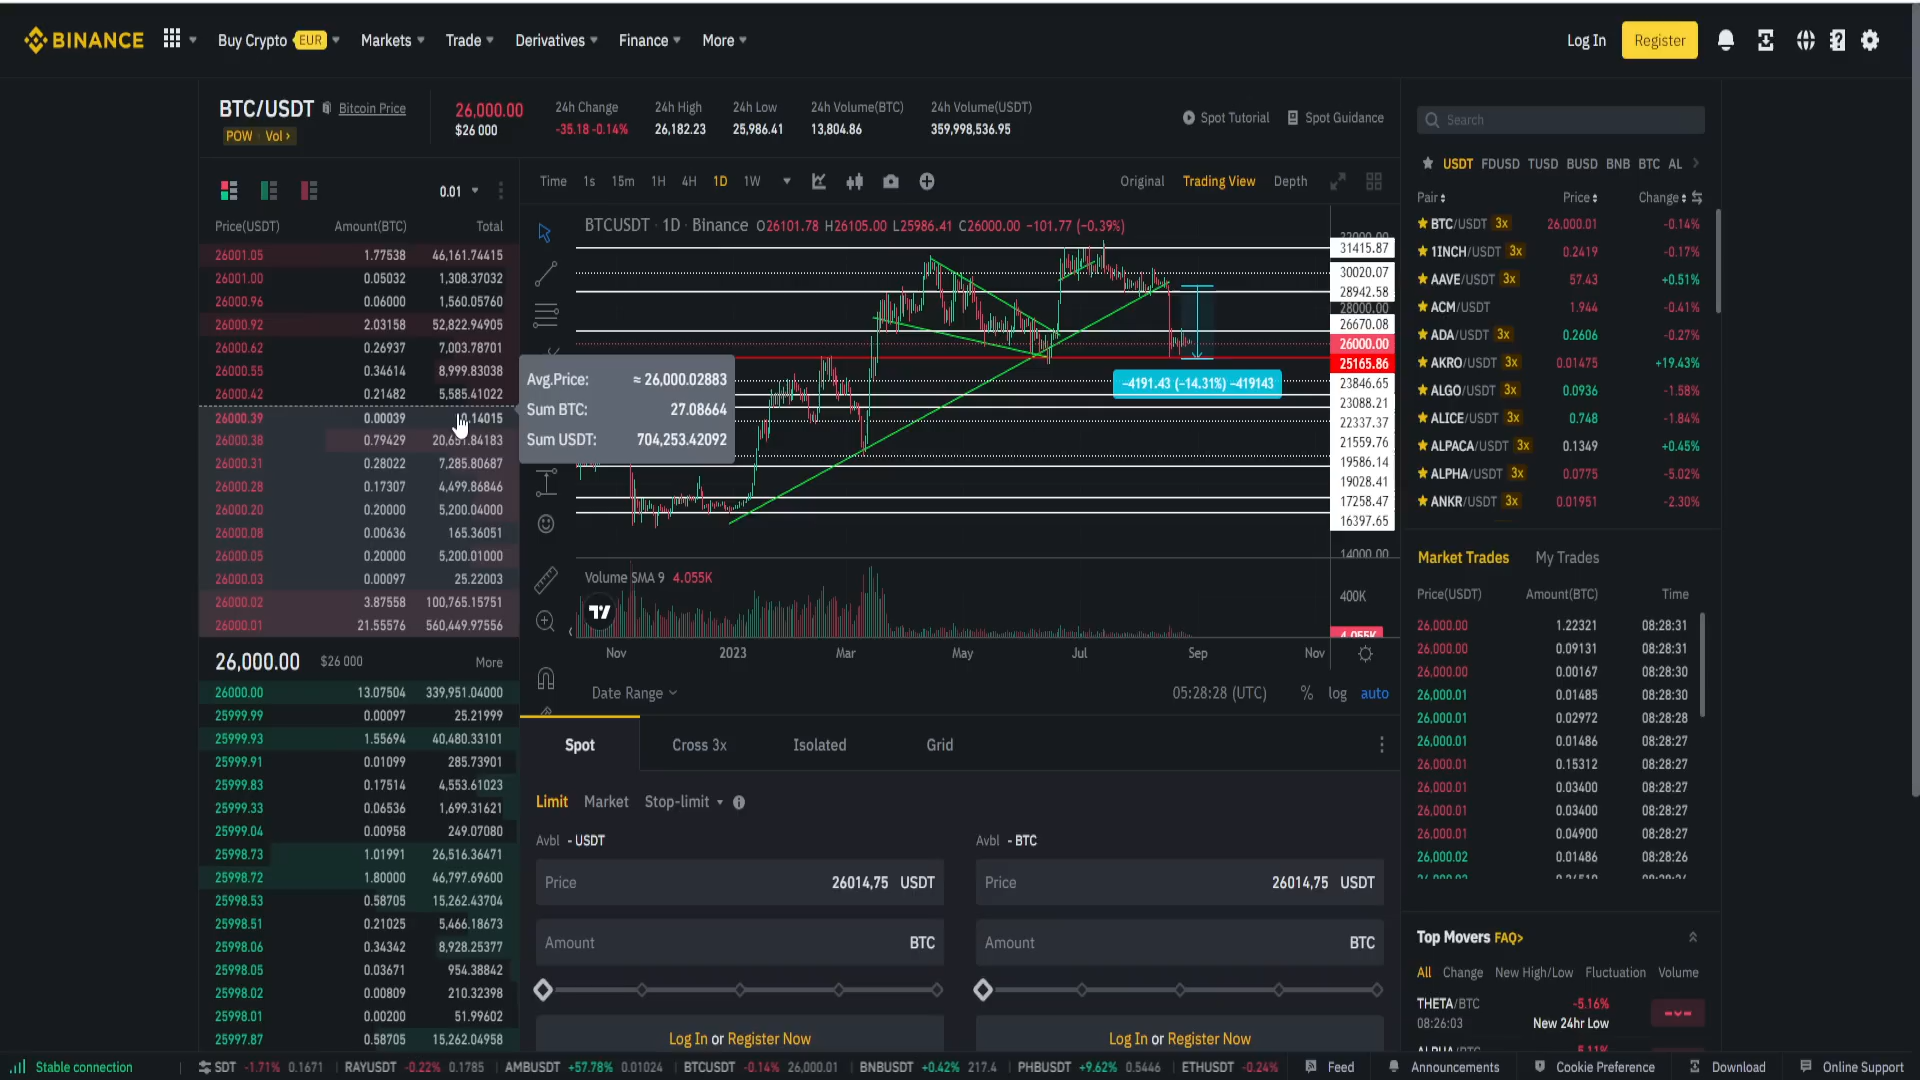 BINANCE
Buy Crypto EUR
Markets
Trade
Derivatives
Finance
More
Log In
Register
BTC/USDT
Bitcoin Price
POW Vol
26,000.00
$26 000
24h Change
-35.18 -0.14%
24h High
26,182.23
24h Low
25,986.41
24h Volume(BTC)
13,804.86
24h Volume(USDT)
359,998,536.95
Spot Tutorial
Spot Guidance
0.01
Price(USDT) Amount(BTC) Total
26001.05 1.77538 46,161.74415
26001.00 0.05032 1,308.37032
26000.96 0.06000 1,560.05760
26000.92 2.03158 52,822.94905
26000.62 0.26937 7,003.78701
26000.55 0.34614 8,999.83038
26000.41 0.21482 5,585.41022
26000.39 0.00039
26000.38 0.79429
26000.31 0.28022 7,285.80687
26000.28 0.17307 4,499.86846
26000.20 0.20000 5,200.04000
26000.08 0.00636 165.36051
26000.05 0.20000 5,200.01000
26000.03 0.00097 25.22003
26000.02 3.87558 100,765.15751
26000.01 21.55576 560,449.97556
26,000.00 $26 000 More
26000.00 13.07504 339,951.04000
25999.99 0.00097 25.21999
25999.93 1.55694 40,480.33101
25999.91 0.01099 285.73901
25999.83 0.17514 4,553.61023
25999.33 0.06536 1,699.31621
25999.04 0.00958 249.07080
25998.73 1.01991 26,516.36471
25998.72 1.80000 46,797.69600
25998.53 0.58705 15,262.43704
25998.51 0.21025 5,466.18673
25998.06 0.34342 8,928.25377
25998.05 0.03671 954.38842
25998.02 0.00809 210.32398
25998.01 0.00200 51.99602
25997.87 0.58705 15,262.04958
Avg.Price: ≈ 26,000.02883
Sum BTC: 27.08664
Sum USDT: 704,253.42092
Time 1s 15m 1H 4H 1D 1W
Original Trading View Depth
BTCUSDT · 1D · Binance O26101.78 H26105.00 L25986.41 C26000.00 −101.77 (−0.39%)
31415.87
30020.07
28942.58
28000.00
26670.08
26000.00
25165.86
23846.65
23088.21
22337.37
21559.76
19586.14
19028.41
17258.47
16397.65
14000.00
−4191.43 (−14.31%) −419143
Volume SMA 9 4.055K
400K
4.055K
Nov 2023 Mar May Jul Sep Nov
Date Range
05:28:28 (UTC) % log auto
Spot Cross 3x Isolated Grid
Limit Market Stop-limit
Avbl - USDT
Price 26014,75 USDT
Amount BTC
Log In or Register Now
Avbl - BTC
Price 26014,75 USDT
Amount BTC
Log In or Register Now
Search
USDT FDUSD TUSD BUSD BNB BTC AL
Pair Price Change
BTC/USDT 3x 26,000.01 -0.14%
1INCH/USDT 3x 0.2419 -0.17%
AAVE/USDT 3x 57.43 +0.51%
ACM/USDT 1.944 -0.41%
ADA/USDT 3x 0.2606 -0.27%
AKRO/USDT 3x 0.01475 +19.43%
ALGO/USDT 3x 0.0936 -1.58%
ALICE/USDT 3x 0.748 -1.84%
ALPACA/USDT 3x 0.1349 +0.45%
ALPHA/USDT 3x 0.0775 -5.02%
ANKR/USDT 3x 0.01951 -2.30%
Market Trades My Trades
Price(USDT) Amount(BTC) Time
26,000.00 1.22321 08:28:31
26,000.00 0.09131 08:28:31
26,000.00 0.00167 08:28:30
26,000.01 0.01485 08:28:30
26,000.01 0.02972 08:28:28
26,000.01 0.01486 08:28:27
26,000.01 0.15312 08:28:27
26,000.01 0.03400 08:28:27
26,000.01 0.03400 08:28:27
26,000.01 0.04900 08:28:27
26,000.02 0.01486 08:28:26
Top Movers FAQ>
All Change New High/Low Fluctuation Volume
THETA/BTC -5.16%
08:26:03 New 24hr Low
ALPHA/BTC -5.11%
Stable connection
SDT -1.71% 0.1671
RAYUSDT -0.22% 0.1785
AMBUSDT +57.78% 0.01024
BTCUSDT -0.14% 26,000.01
BNBUSDT +0.42% 217.4
PHBUSDT +9.62% 0.5446
ETHUSDT -0.24%
Feed
Announcements
Cookie Preference
Download
Online Support